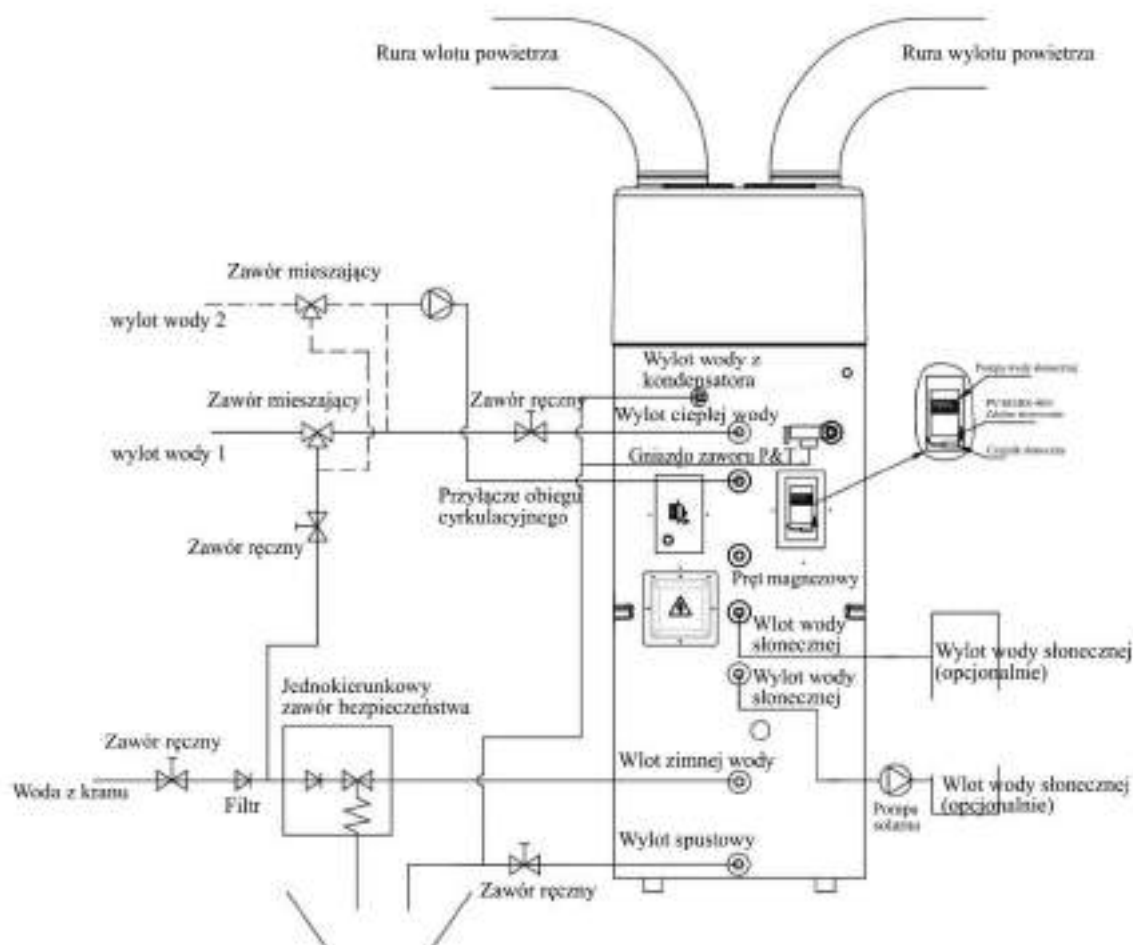 Rura wlotu powietrza
Rura wylotu powietrza
Zawór mieszający
wylot wody 2
Wylot wody z
kondensatora
Zawór mieszający
Zawór ręczny
Wylot ciepłej wody
wylot wody 1
Gniazdo zaworu P&T
Przyłącze obiegu
cyrkulacyjnego
Zawór ręczny
Pręt magnezowy
Wlot wody
słonecznej
Wylot wody słonecznej
(opcjonalnie)
Wylot wody
słonecznej
Jednokierunkowy
zawór bezpieczeństwa
Zawór ręczny
Woda z kranu
Filtr
Wlot zimnej wody
Wlot wody słonecznej
(opcjonalnie)
Pompa
solarna
Wylot spustowy
Zawór ręczny